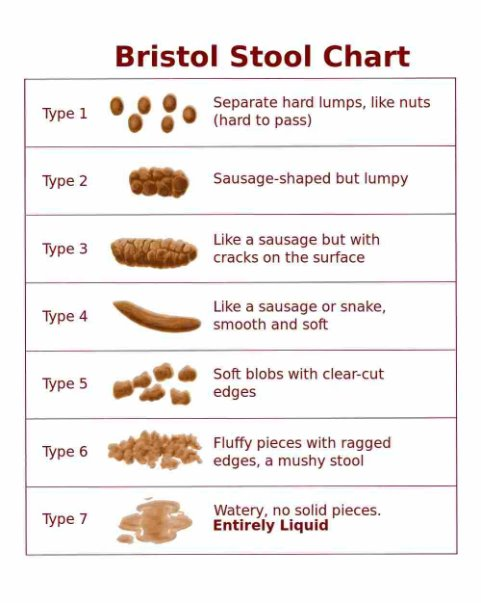 Bristol Stool Chart
Type 1
Separate hard lumps, like nuts
(hard to pass)
Type 2
Sausage-shaped but lumpy
Type 3
Like a sausage but with
cracks on the surface
Type 4
Like a sausage or snake,
smooth and soft
Type 5
Soft blobs with clear-cut
edges
Type 6
Fluffy pieces with ragged
edges, a mushy stool
Type 7
Watery, no solid pieces.
Entirely Liquid